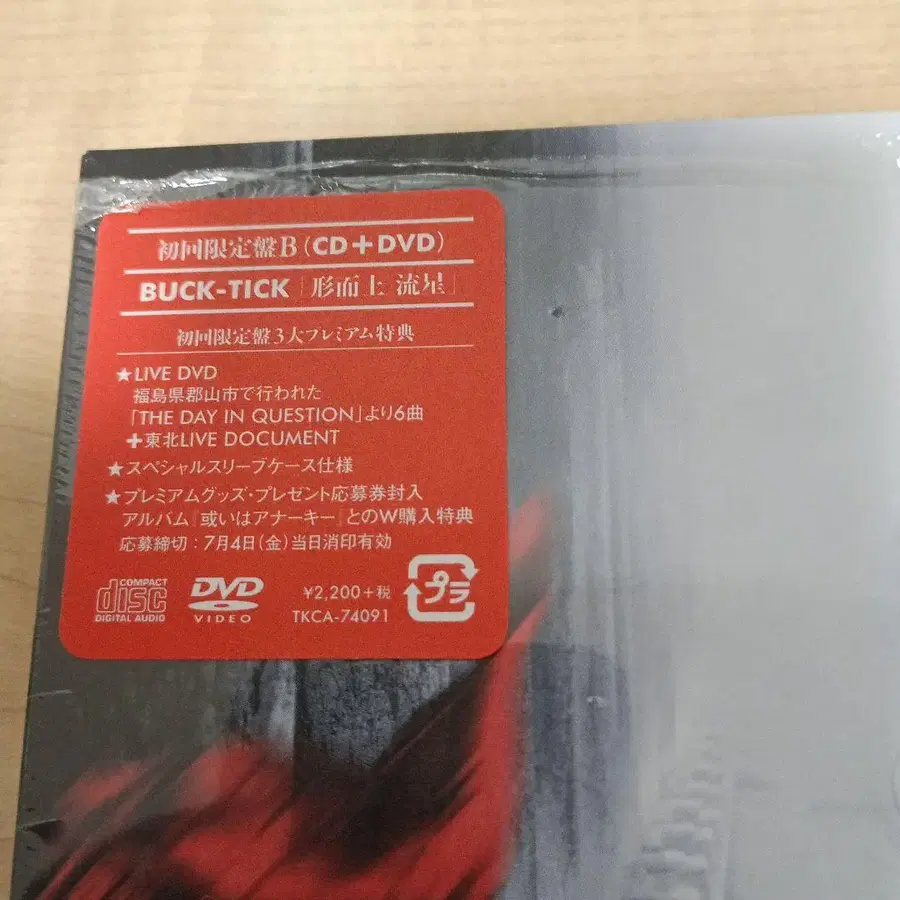 初回限定盤B(CD+DVD)
BUCK-TICK「形而上 流星」
初回限定盤3大プレミアム特典
★LIVE DVD
福島県郡山市で行われた
「THE DAY IN QUESTION」より6曲
+東北LIVE DOCUMENT
★スペシャルスリーブケース仕様
★プレミアムグッズ・プレゼント応募券封入
アルバム『或いはアナーキー』とのW購入特典
応募締切:7月4日(金)当日消印有効
COMPACT
disc
DIGITAL AUDIO
DVD
VIDEO
¥2,200+税
TKCA-74091
プラ